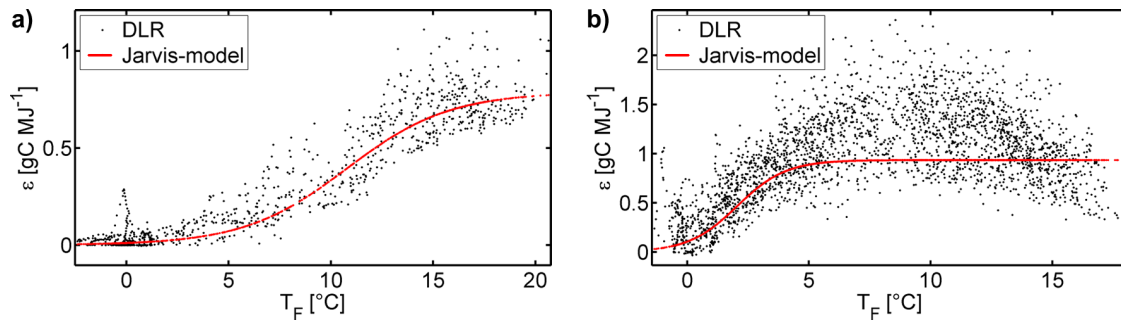 a)
DLR
Jarvis-model
1
0.5
0
ε [gC MJ⁻¹]
0 5 10 15 20
T_F [°C]
b)
DLR
Jarvis-model
2
1.5
1
0.5
0
ε [gC MJ⁻¹]
0 5 10 15
T_F [°C]